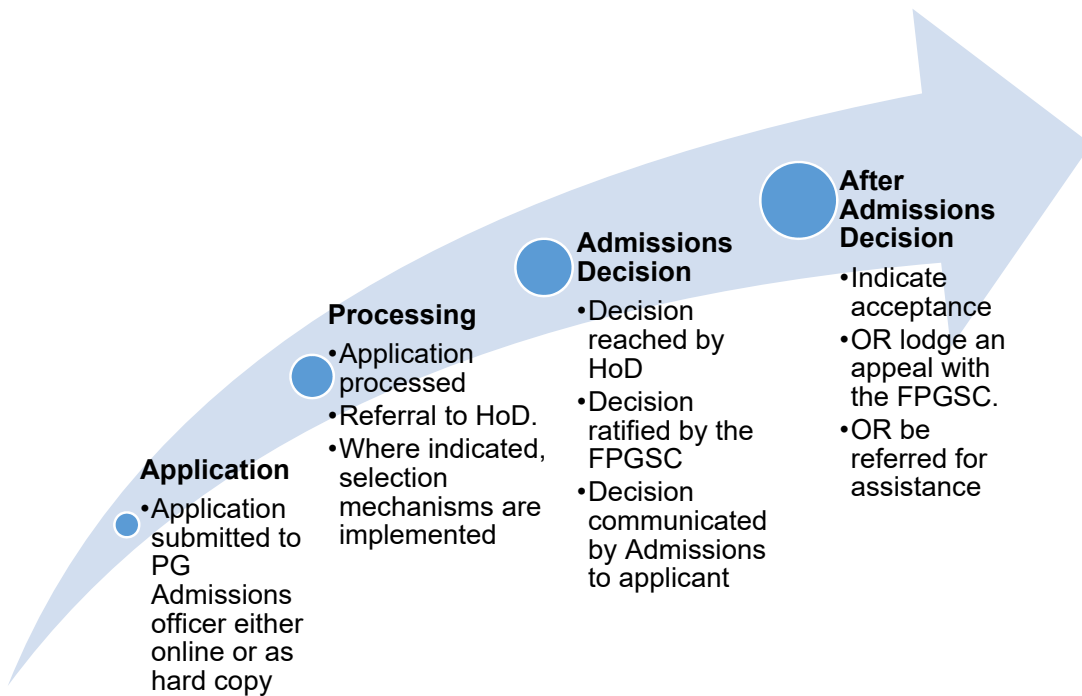 Application
•Application
submitted to
PG
Admissions
officer either
online or as
hard copy
Processing
•Application
processed
•Referral to HoD.
•Where indicated,
selection
mechanisms are
implemented
Admissions
Decision
•Decision
reached by
HoD
•Decision
ratified by the
FPGSC
•Decision
communicated
by Admissions
to applicant
After
Admissions
Decision
•Indicate
acceptance
•OR lodge an
appeal with
the FPGSC.
•OR be
referred for
assistance